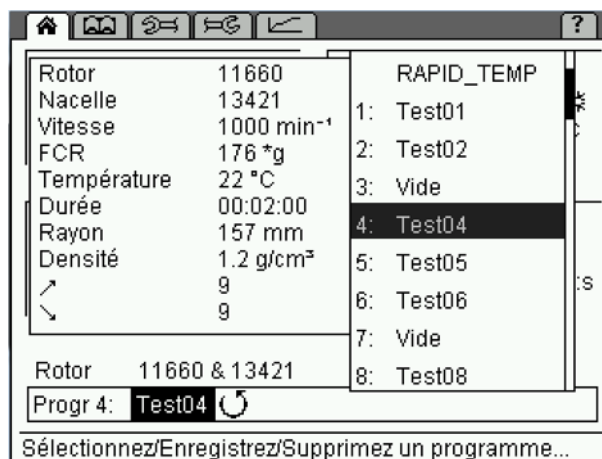 ?
Rotor 11660
Nacelle 13421
Vitesse 1000 min⁻¹
FCR 176 *g
Température 22 °C
Durée 00:02:00
Rayon 157 mm
Densité 1.2 g/cm³
↗ 9
↘ 9
RAPID_TEMP
1: Test01
2: Test02
3: Vide
4: Test04
5: Test05
6: Test06
7: Vide
8: Test08
:s
Rotor 11660 & 13421
Progr 4: Test04
Sélectionnez/Enregistrez/Supprimez un programme...